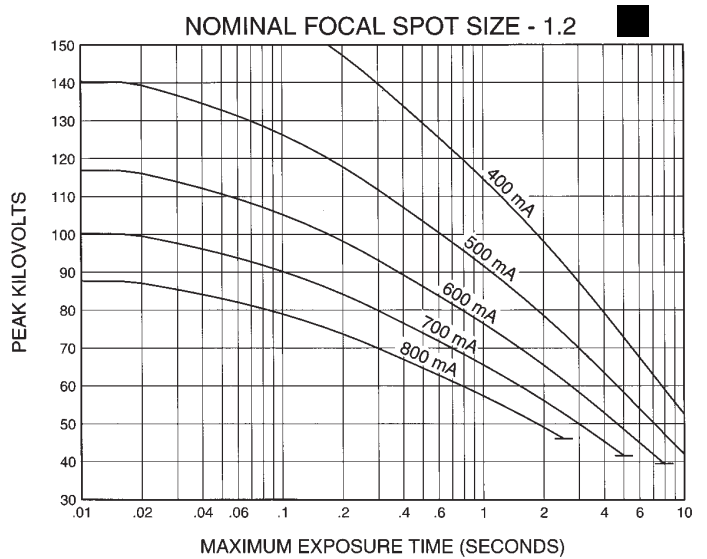 NOMINAL FOCAL SPOT SIZE - 1.2
150
140
130
120
110
100
90
80
70
60
50
40
30
PEAK KILOVOLTS
400 mA
500 mA
600 mA
700 mA
800 mA
.01 .02 .04 .06 .1 .2 .4 .6 1 2 4 6 10
MAXIMUM EXPOSURE TIME (SECONDS)